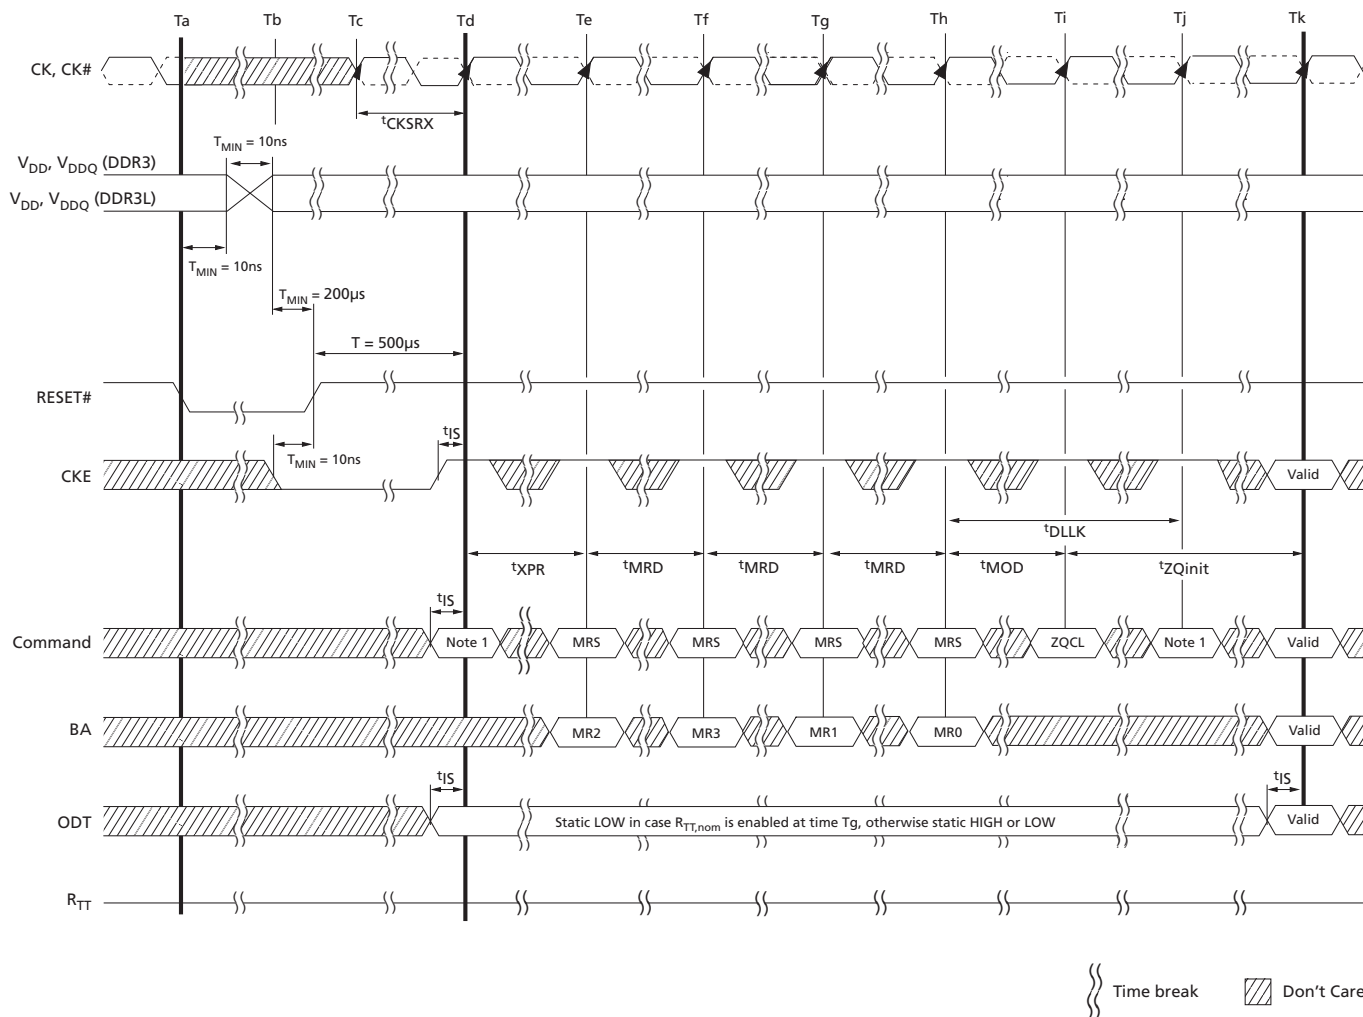 Ta Tb Tc Td Te Tf Tg Th Ti Tj Tk
CK, CK#
tCKSRX
TMIN = 10ns
VDD, VDDQ (DDR3)
VDD, VDDQ (DDR3L)
TMIN = 10ns
TMIN = 200µs
T = 500µs
RESET#
tIS
TMIN = 10ns
CKE
Valid
tDLLK
tXPR tMRD tMRD tMRD tMOD tZQinit
tIS
Command Note 1 MRS MRS MRS MRS ZQCL Note 1 Valid
BA MR2 MR3 MR1 MR0 Valid
tIS tIS
ODT Static LOW in case RTT,nom is enabled at time Tg, otherwise static HIGH or LOW Valid
RTT
Time break Don't Care